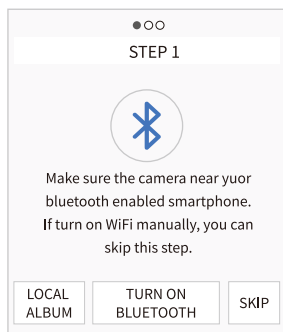 STEP 1
Make sure the camera near yuor
bluetooth enabled smartphone.
If turn on WiFi manually, you can
skip this step.
LOCAL
ALBUM
TURN ON
BLUETOOTH
SKIP